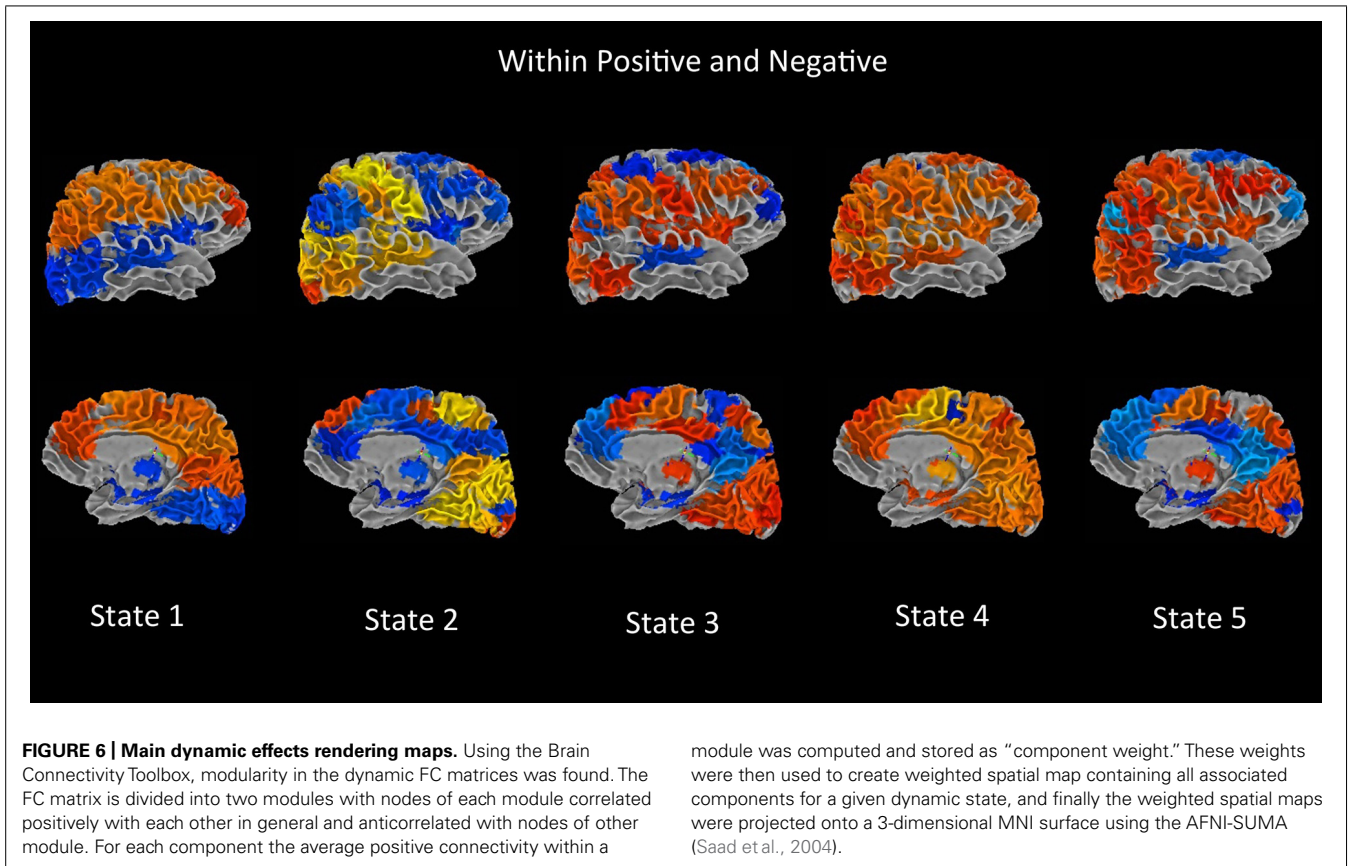 Within Positive and Negative
State 1
State 2
State 3
State 4
State 5
FIGURE 6 | Main dynamic effects rendering maps. Using the Brain
Connectivity Toolbox, modularity in the dynamic FC matrices was found. The
FC matrix is divided into two modules with nodes of each module correlated
positively with each other in general and anticorrelated with nodes of other
module. For each component the average positive connectivity within a
module was computed and stored as “component weight.” These weights
were then used to create weighted spatial map containing all associated
components for a given dynamic state, and finally the weighted spatial maps
were projected onto a 3-dimensional MNI surface using the AFNI-SUMA
(Saad et al., 2004).